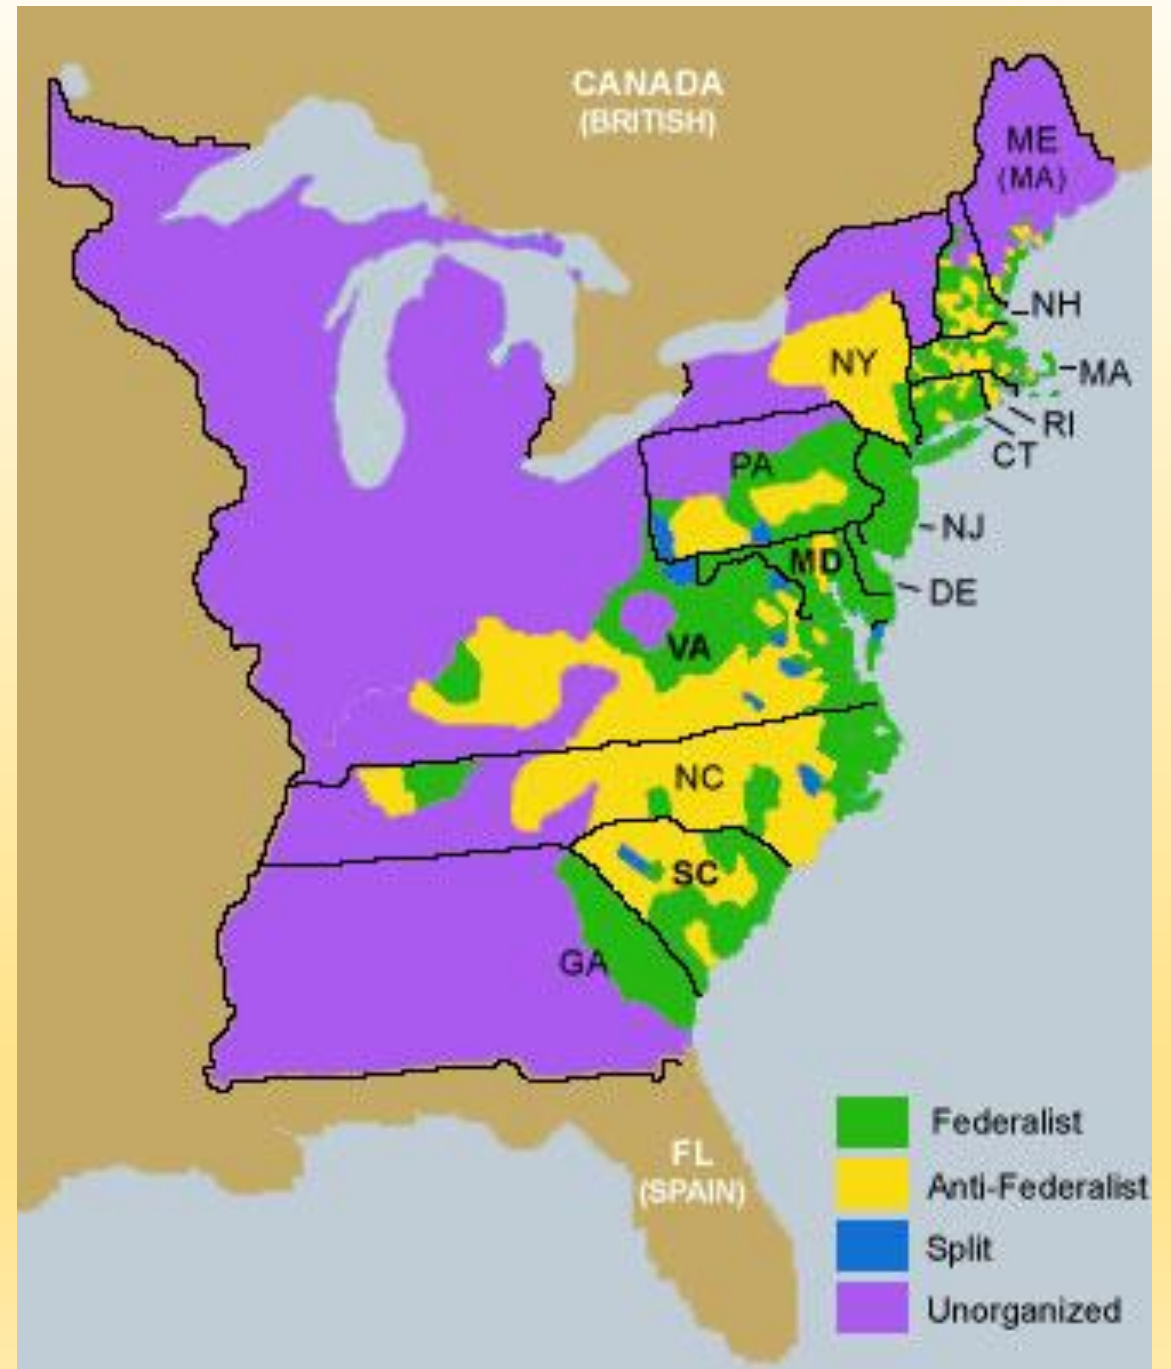 CANADA
(BRITISH)
ME
(MA)
NH
NY
MA
RI
CT
PA
NJ
MD
DE
VA
NC
SC
GA
Federalist
FL
(SPAIN)
Anti-Federalist
Split
Unorganized